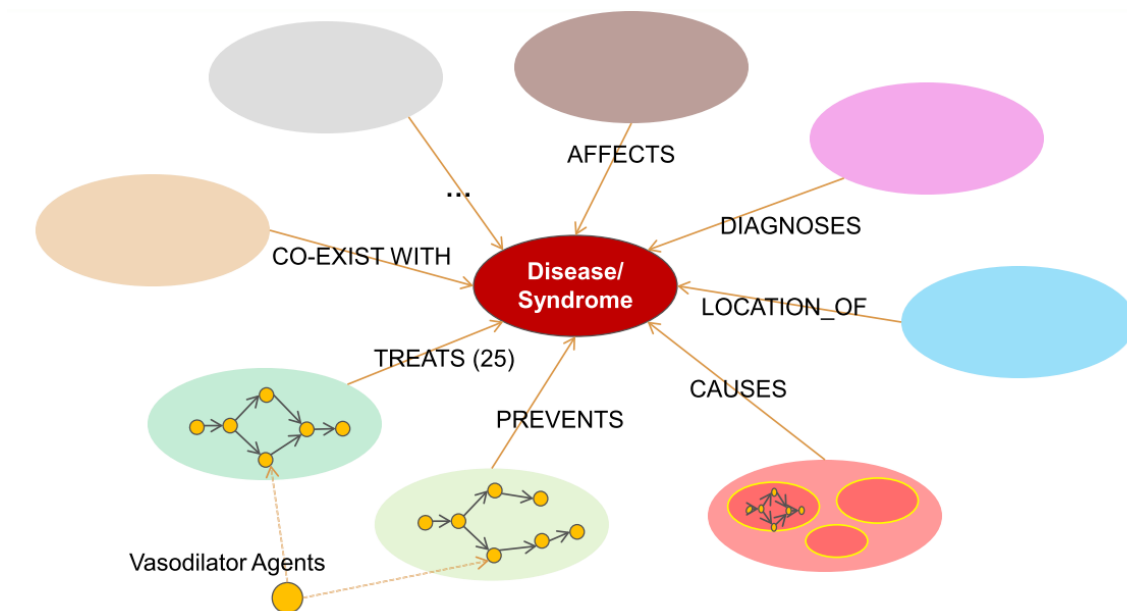 AFFECTS
...
DIAGNOSES
CO-EXIST WITH
Disease/
Syndrome
LOCATION_OF
TREATS (25)
CAUSES
PREVENTS
Vasodilator Agents